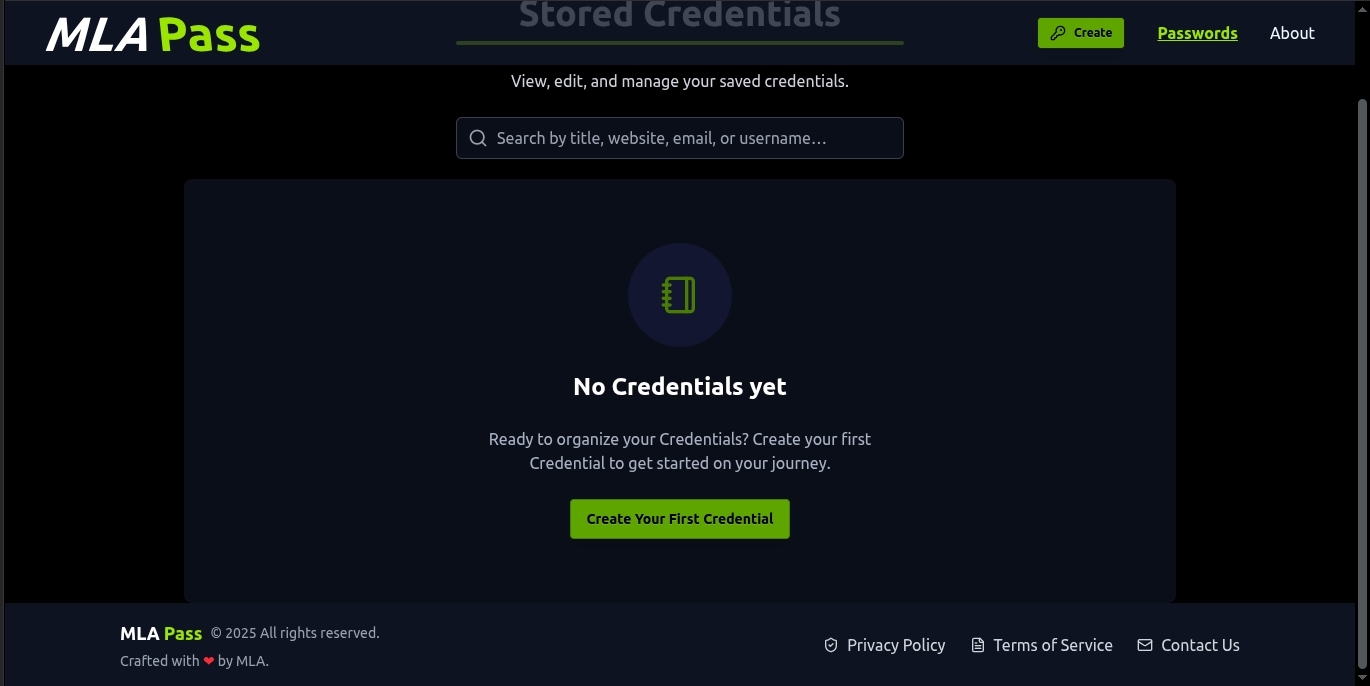 MLA Pass
Stored Credentials
Create
Passwords
About
View, edit, and manage your saved credentials.
Search by title, website, email, or username…
No Credentials yet
Ready to organize your Credentials? Create your first
Credential to get started on your journey.
Create Your First Credential
MLA Pass © 2025 All rights reserved.
Crafted with ❤ by MLA.
Privacy Policy
Terms of Service
Contact Us